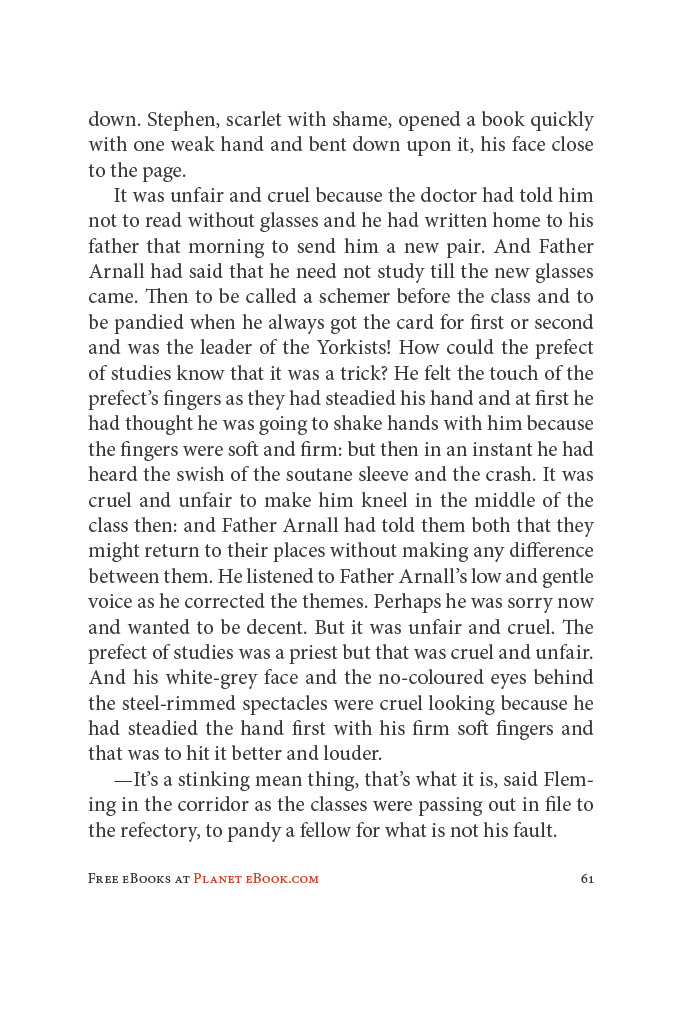 down. Stephen, scarlet with shame, opened a book quickly
with one weak hand and bent down upon it, his face close
to the page.
It was unfair and cruel because the doctor had told him
not to read without glasses and he had written home to his
father that morning to send him a new pair. And Father
Arnall had said that he need not study till the new glasses
came. Then to be called a schemer before the class and to
be pandied when he always got the card for first or second
and was the leader of the Yorkists! How could the prefect
of studies know that it was a trick? He felt the touch of the
prefect’s fingers as they had steadied his hand and at first he
had thought he was going to shake hands with him because
the fingers were soft and firm: but then in an instant he had
heard the swish of the soutane sleeve and the crash. It was
cruel and unfair to make him kneel in the middle of the
class then: and Father Arnall had told them both that they
might return to their places without making any difference
between them. He listened to Father Arnall’s low and gentle
voice as he corrected the themes. Perhaps he was sorry now
and wanted to be decent. But it was unfair and cruel. The
prefect of studies was a priest but that was cruel and unfair.
And his white-grey face and the no-coloured eyes behind
the steel-rimmed spectacles were cruel looking because he
had steadied the hand first with his firm soft fingers and
that was to hit it better and louder.
—It’s a stinking mean thing, that’s what it is, said Flem-
ing in the corridor as the classes were passing out in file to
the refectory, to pandy a fellow for what is not his fault.
Free eBooks at Planet eBook.com 61